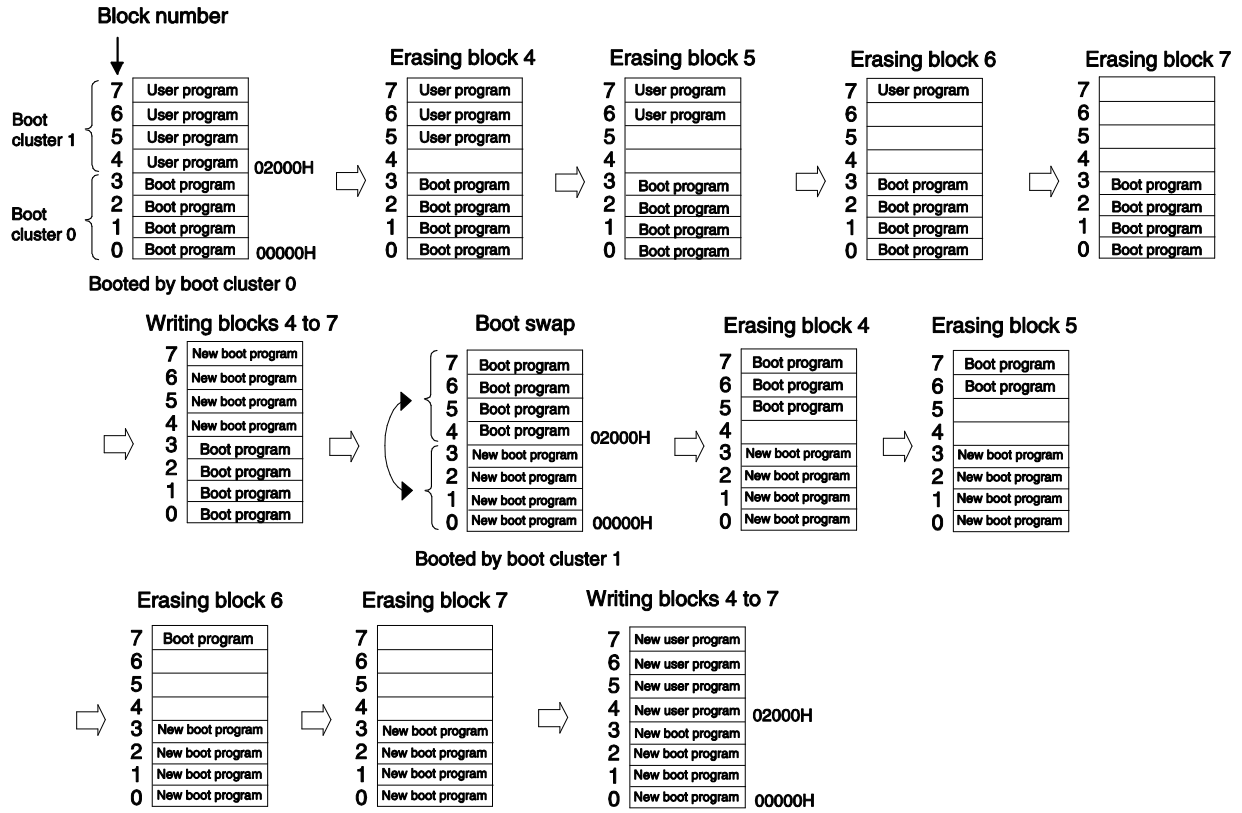 Block number
Erasing block 4
Erasing block 5
Erasing block 6
Erasing block 7
Boot
cluster 1
Boot
cluster 0
7 User program
6 User program
5 User program
4 User program
02000H
3 Boot program
2 Boot program
1 Boot program
0 Boot program
00000H
Booted by boot cluster 0
7 User program
6 User program
5 User program
4
3 Boot program
2 Boot program
1 Boot program
0 Boot program
7 User program
6 User program
5
4
3 Boot program
2 Boot program
1 Boot program
0 Boot program
7 User program
6
5
4
3 Boot program
2 Boot program
1 Boot program
0 Boot program
7
6
5
4
3 Boot program
2 Boot program
1 Boot program
0 Boot program
Writing blocks 4 to 7
7 New boot program
6 New boot program
5 New boot program
4 New boot program
3 Boot program
2 Boot program
1 Boot program
0 Boot program
Boot swap
7 Boot program
6 Boot program
5 Boot program
4 Boot program
02000H
3 New boot program
2 New boot program
1 New boot program
0 New boot program
00000H
Booted by boot cluster 1
Erasing block 4
7 Boot program
6 Boot program
5 Boot program
4
3 New boot program
2 New boot program
1 New boot program
0 New boot program
Erasing block 5
7 Boot program
6 Boot program
5
4
3 New boot program
2 New boot program
1 New boot program
0 New boot program
Erasing block 6
7 Boot program
6
5
4
3 New boot program
2 New boot program
1 New boot program
0 New boot program
Erasing block 7
7
6
5
4
3 New boot program
2 New boot program
1 New boot program
0 New boot program
Writing blocks 4 to 7
7 New user program
6 New user program
5 New user program
4 New user program
02000H
3 New boot program
2 New boot program
1 New boot program
0 New boot program
00000H